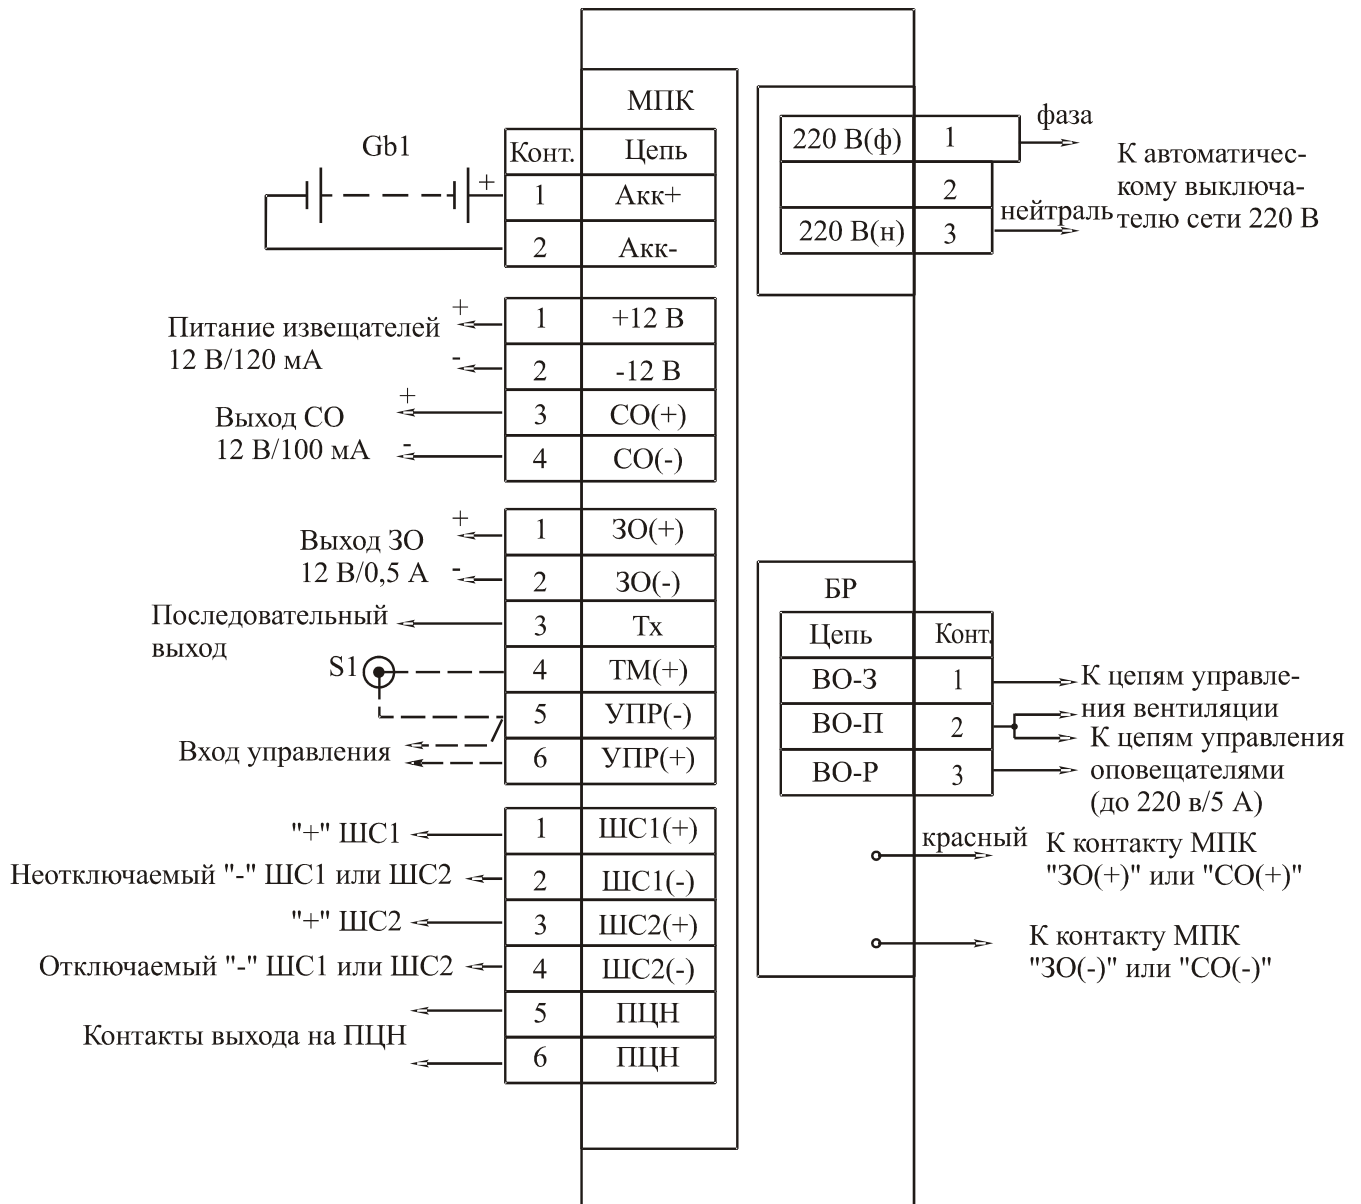 МПК
Gb1
Конт. Цепь
+ 1 Акк+
2 Акк-
Питание извещателей
12 В/120 мА
+ 1 +12 В
- 2 -12 В
Выход СО
12 В/100 мА
+ 3 СО(+)
- 4 СО(-)
Выход ЗО
12 В/0,5 А
+ 1 ЗО(+)
- 2 ЗО(-)
Последовательный
выход
3 Тх
S1
4 ТМ(+)
5 УПР(-)
Вход управления
6 УПР(+)
"+" ШС1 1 ШС1(+)
Неотключаемый "-" ШС1 или ШС2 2 ШС1(-)
"+" ШС2 3 ШС2(+)
Отключаемый "-" ШС1 или ШС2 4 ШС2(-)
Контакты выхода на ПЦН
5 ПЦН
6 ПЦН
220 В(ф) 1 фаза
2
220 В(н) 3 нейтраль
К автоматичес-
кому выключа-
телю сети 220 В
БР
Цепь Конт.
ВО-З 1
ВО-П 2
ВО-Р 3
К цепям управле-
ния вентиляции
К цепям управления
оповещателями
(до 220 в/5 А)
красный
К контакту МПК
"ЗО(+)" или "СО(+)"
К контакту МПК
"ЗО(-)" или "СО(-)"